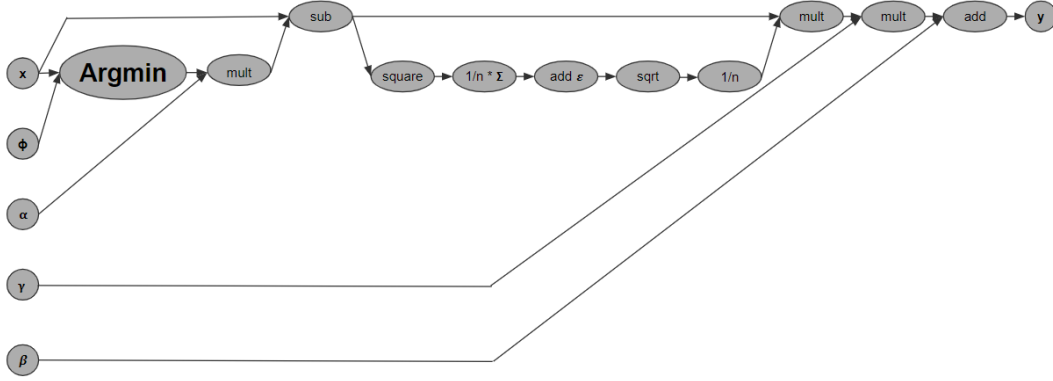 sub
mult
mult
add
y
x
Argmin
mult
square
1/n * Σ
add ε
sqrt
1/n
ϕ
α
γ
β